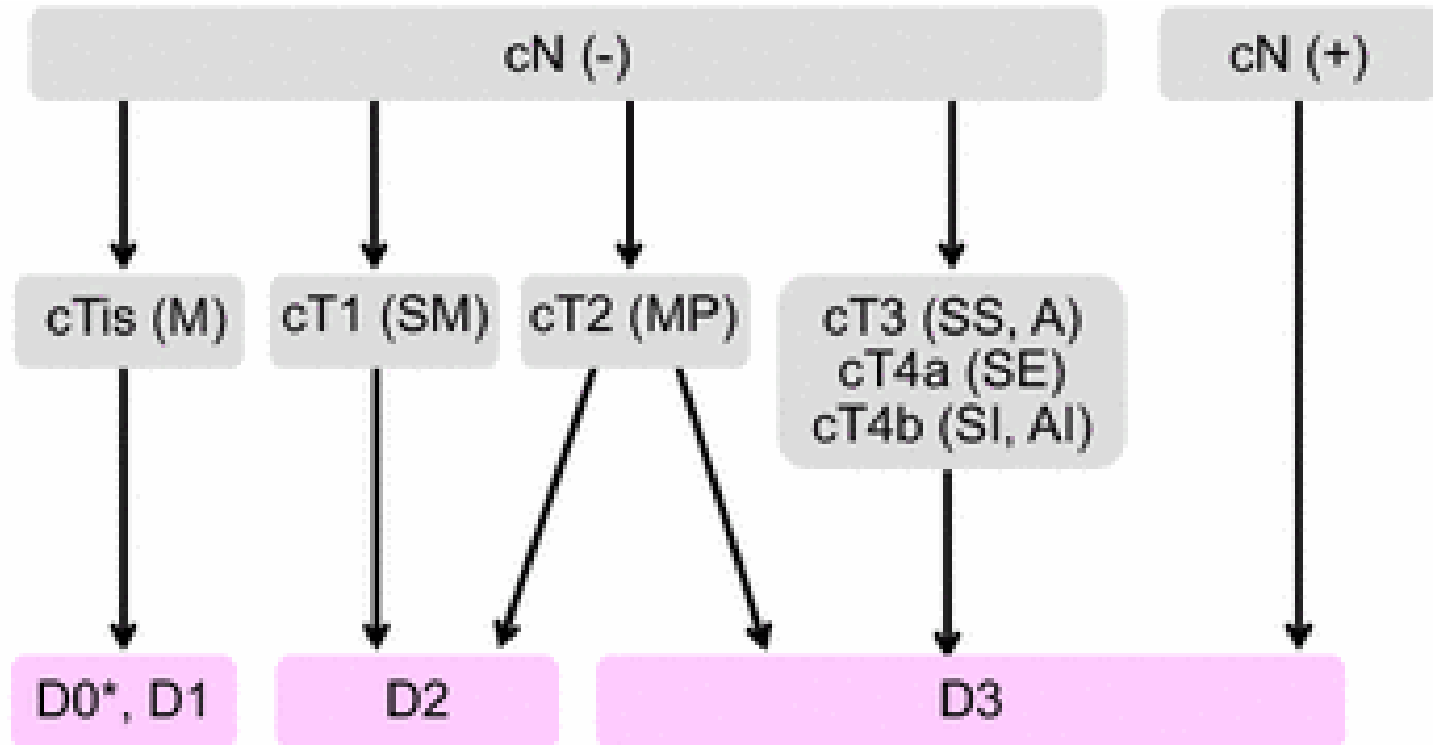 cN (-)
cN (+)
cTis (M)
cT1 (SM)
cT2 (MP)
cT3 (SS, A)
cT4a (SE)
cT4b (SI, AI)
D0*, D1
D2
D3